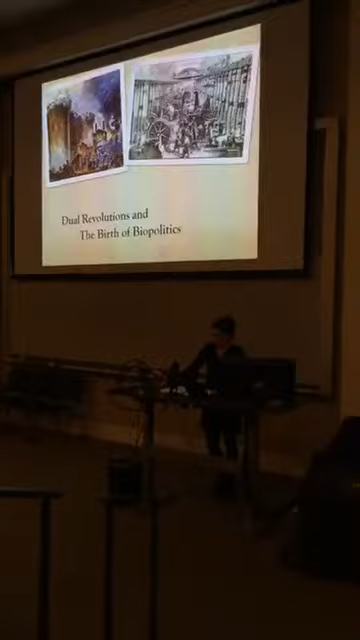 Dual Revolutions and
The Birth of Biopolitics